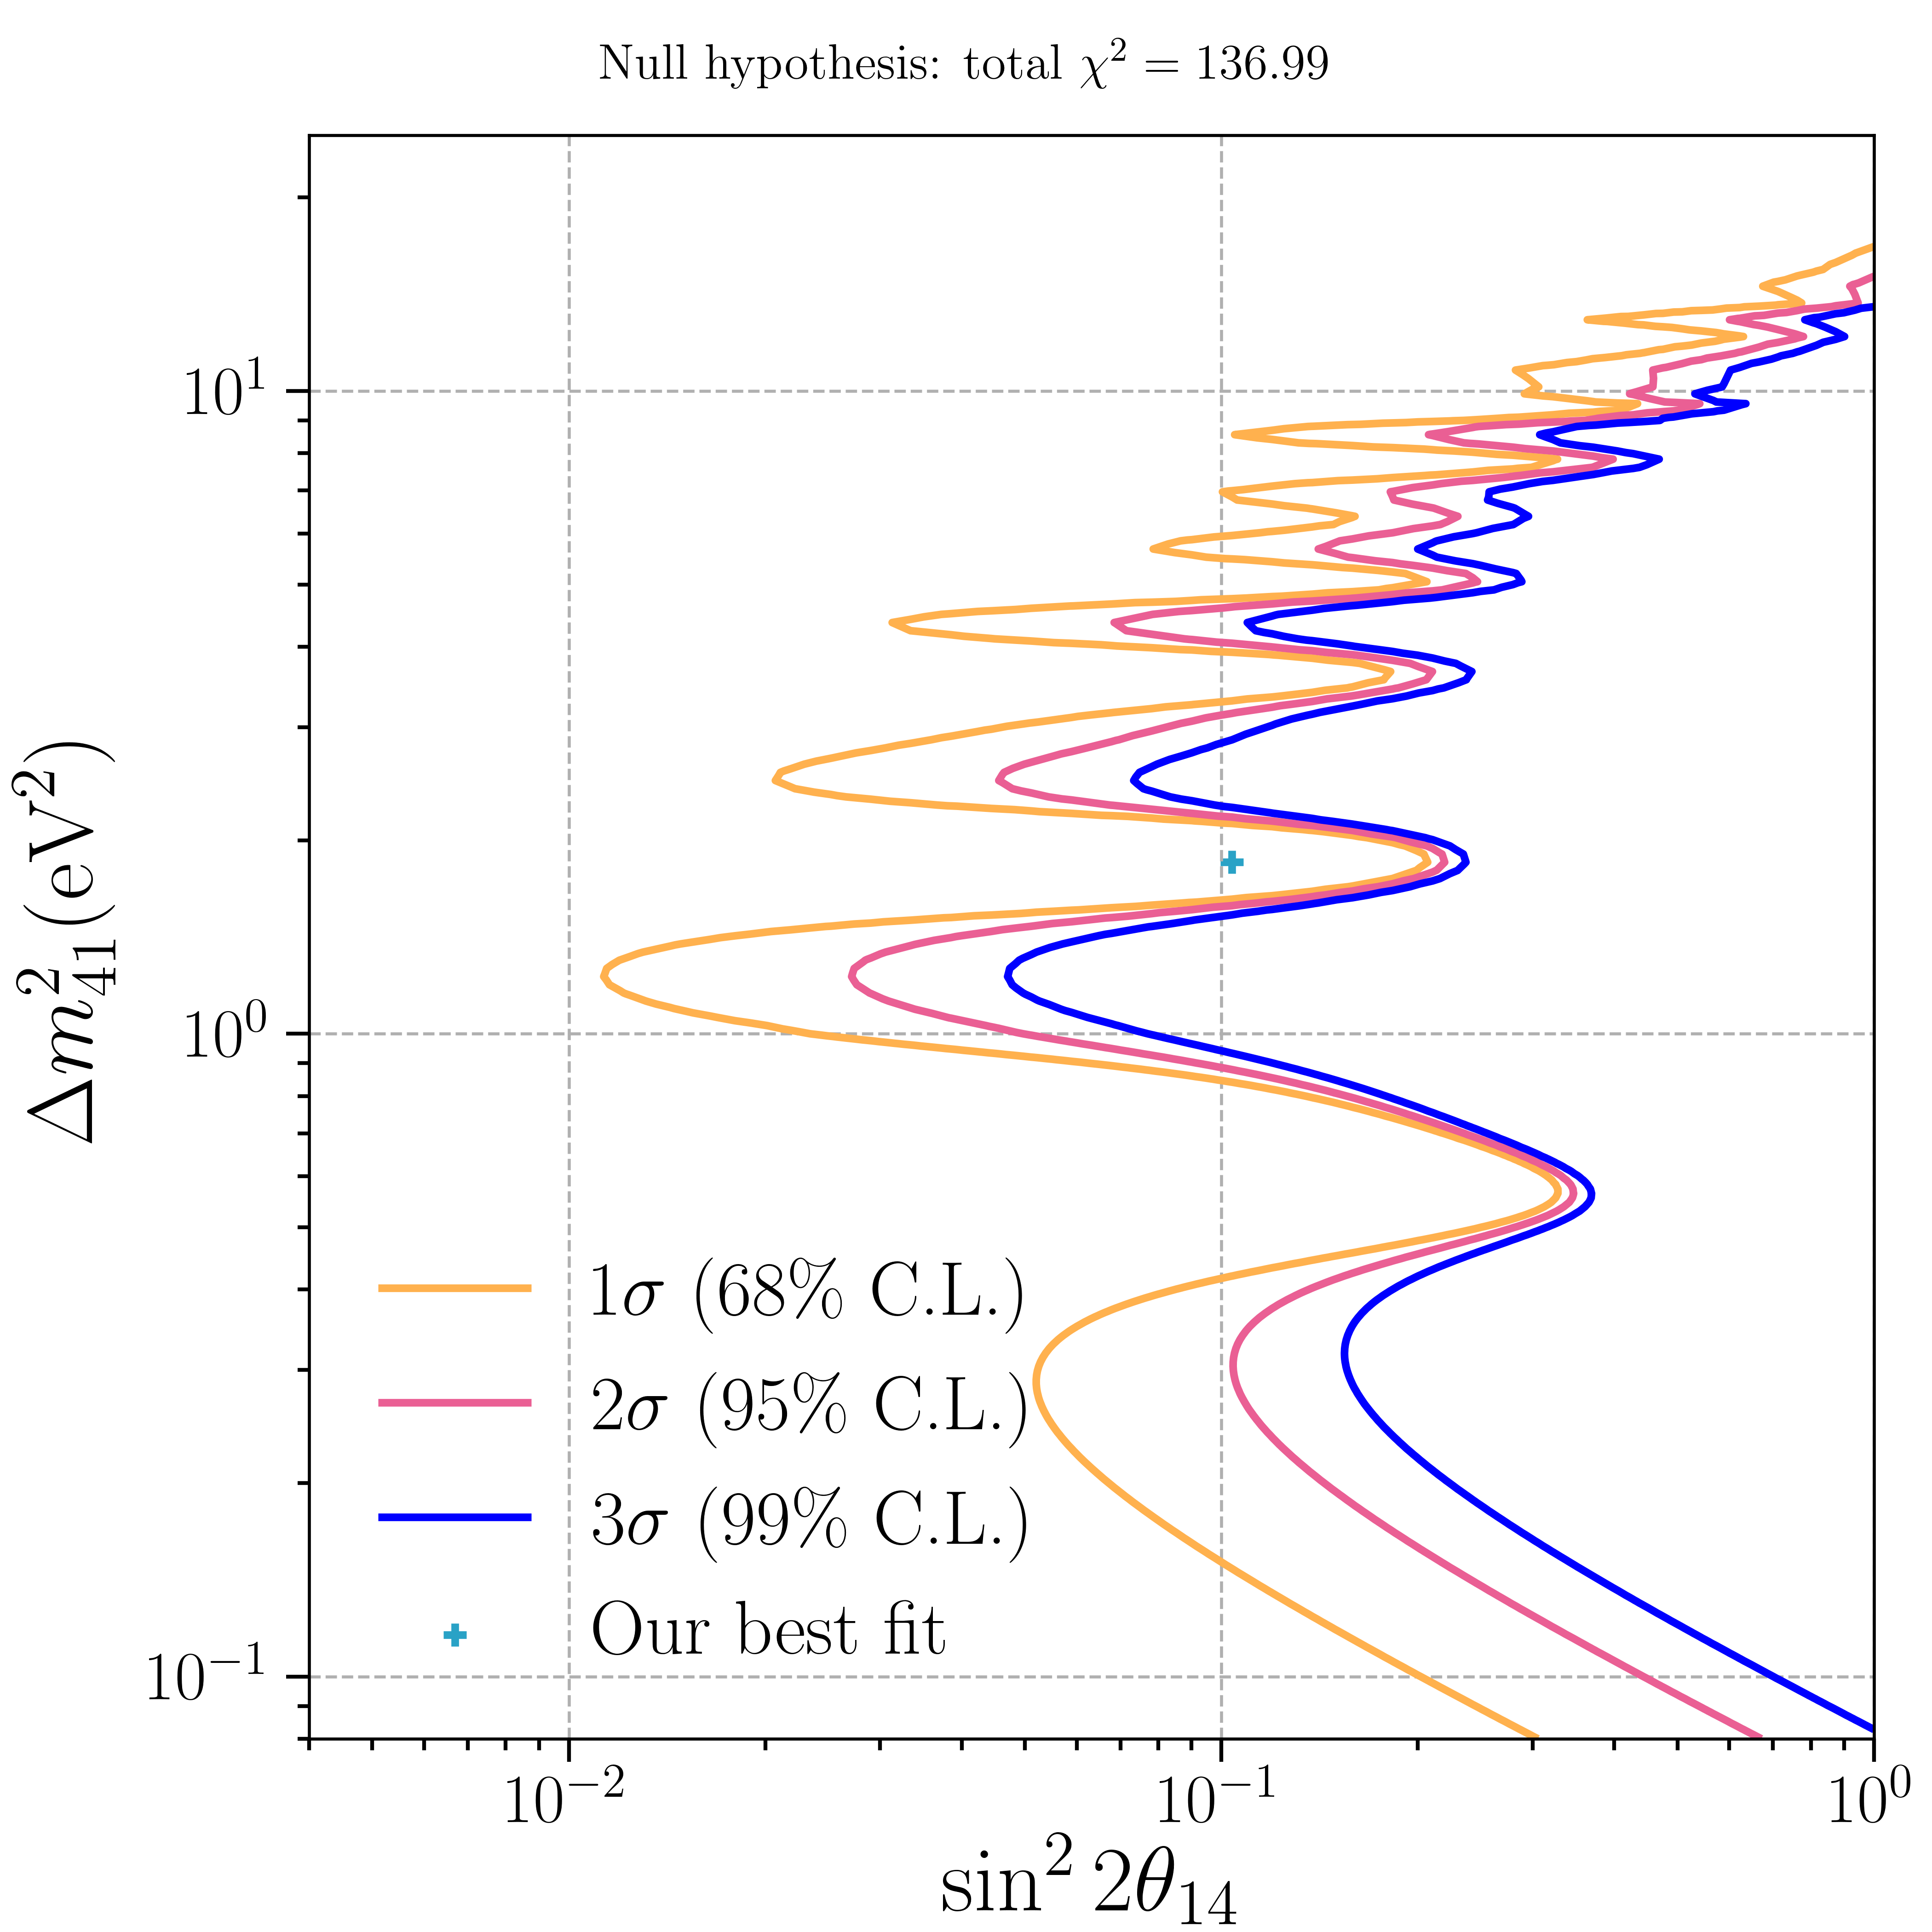 Null hypothesis: total χ² = 136.99
Δm²₄₁(eV²)
10¹
10⁰
10⁻¹
1σ (68% C.L.)
2σ (95% C.L.)
3σ (99% C.L.)
Our best fit
10⁻²
10⁻¹
10⁰
sin² 2θ₁₄